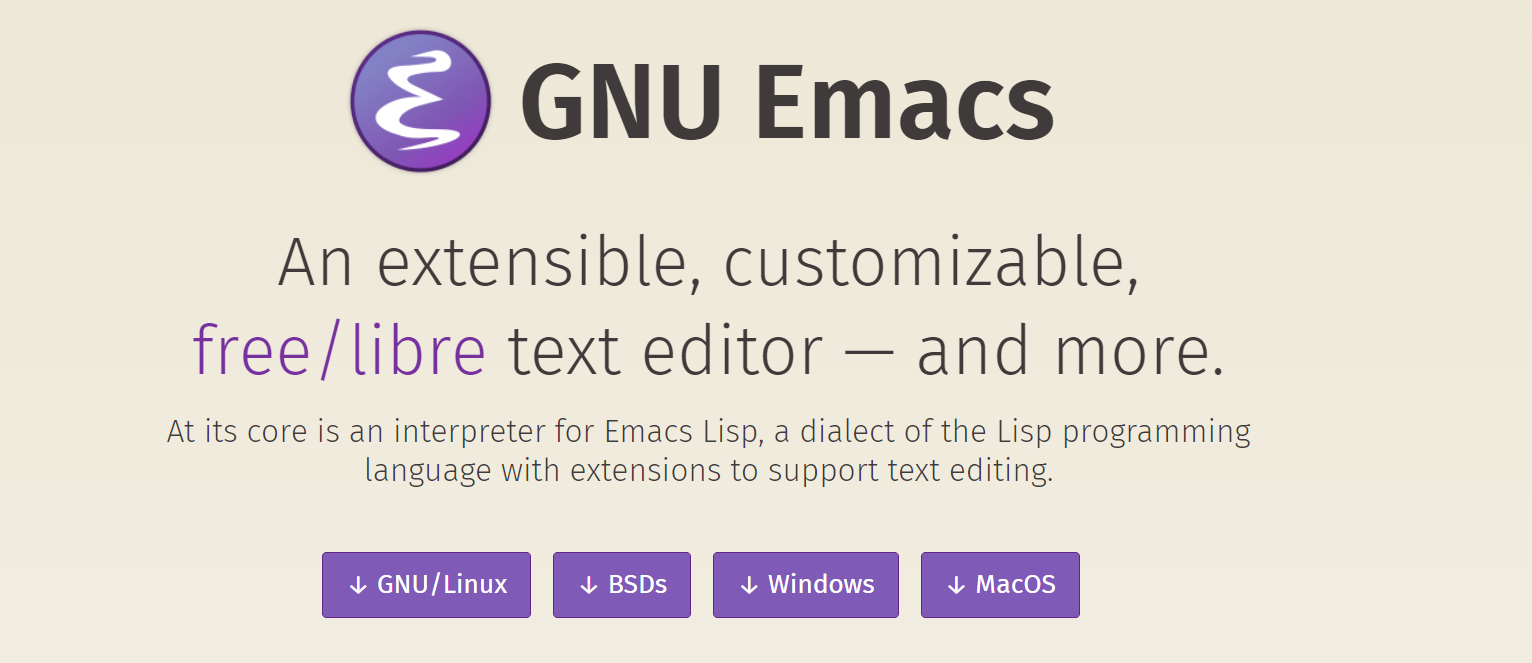 GNU Emacs
An extensible, customizable,
free/libre text editor — and more.
At its core is an interpreter for Emacs Lisp, a dialect of the Lisp programming
language with extensions to support text editing.
↓ GNU/Linux ↓ BSDs ↓ Windows ↓ MacOS